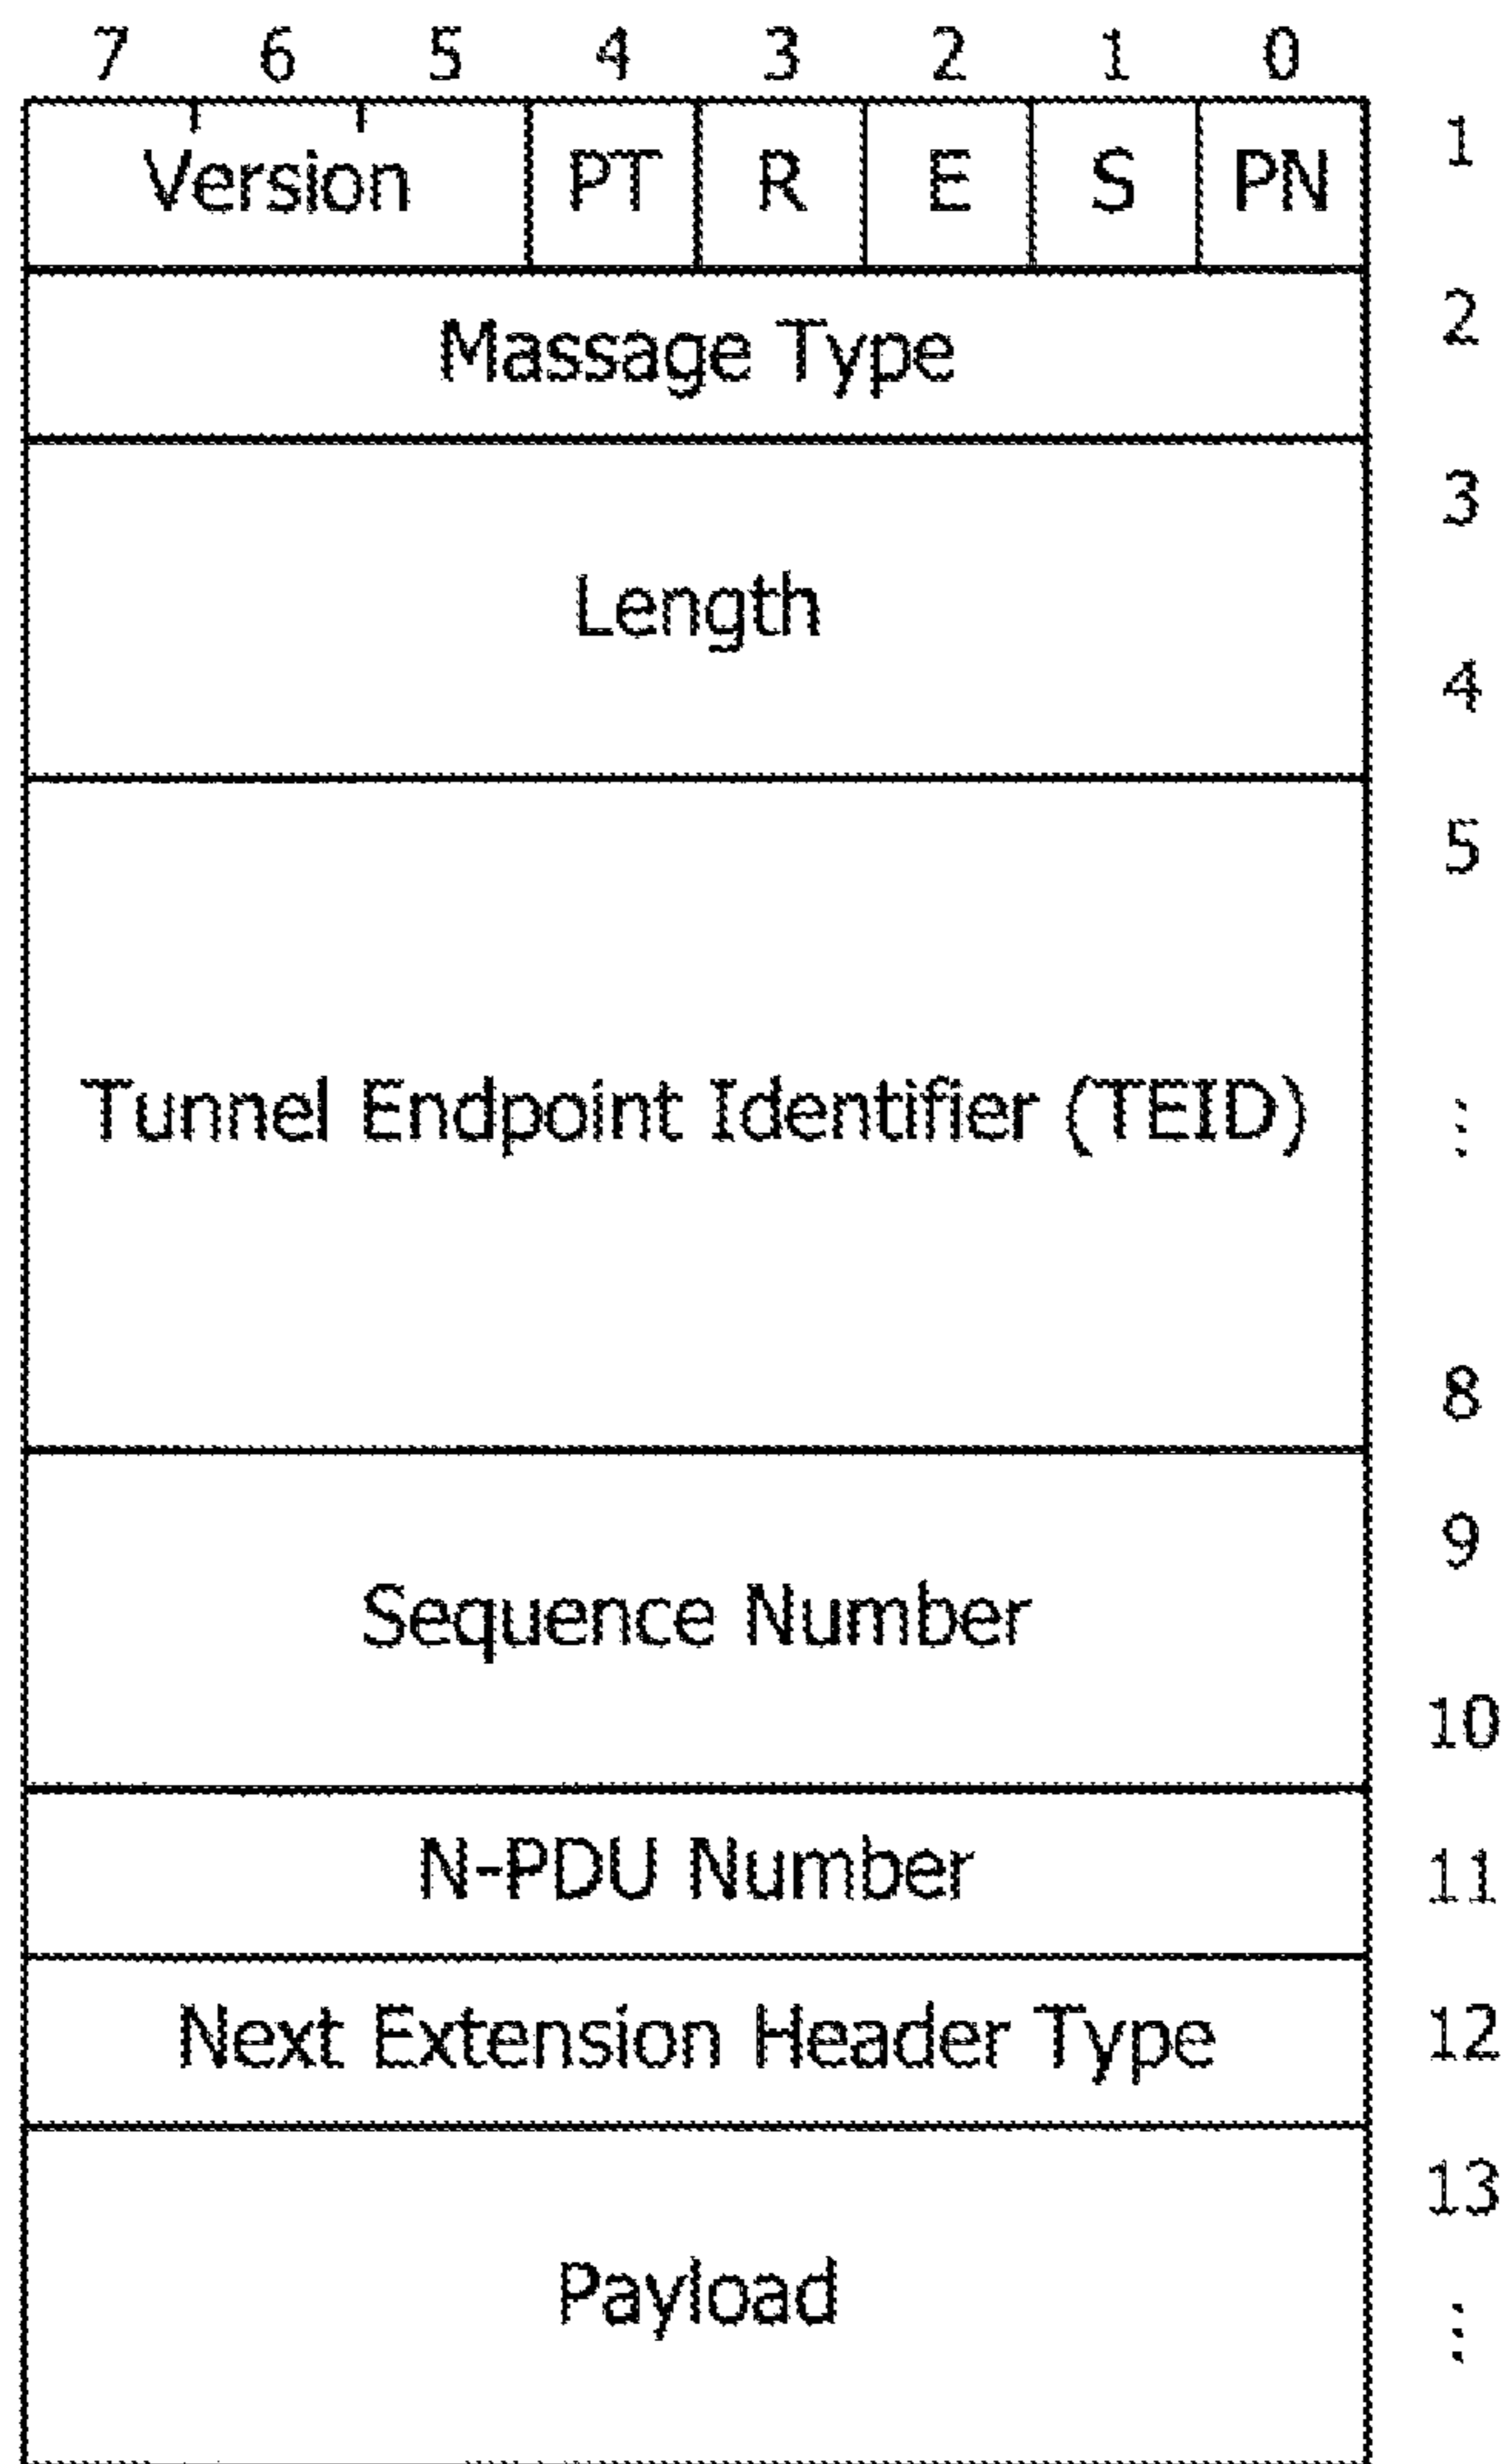 7 6 5 4 3 2 1 0
Version PT R E S PN 1
Massage Type 2
3
Length
4
5
Tunnel Endpoint Identifier (TEID) ⋮
8
9
Sequence Number
10
N-PDU Number 11
Next Extension Header Type 12
13
Payload
⋮